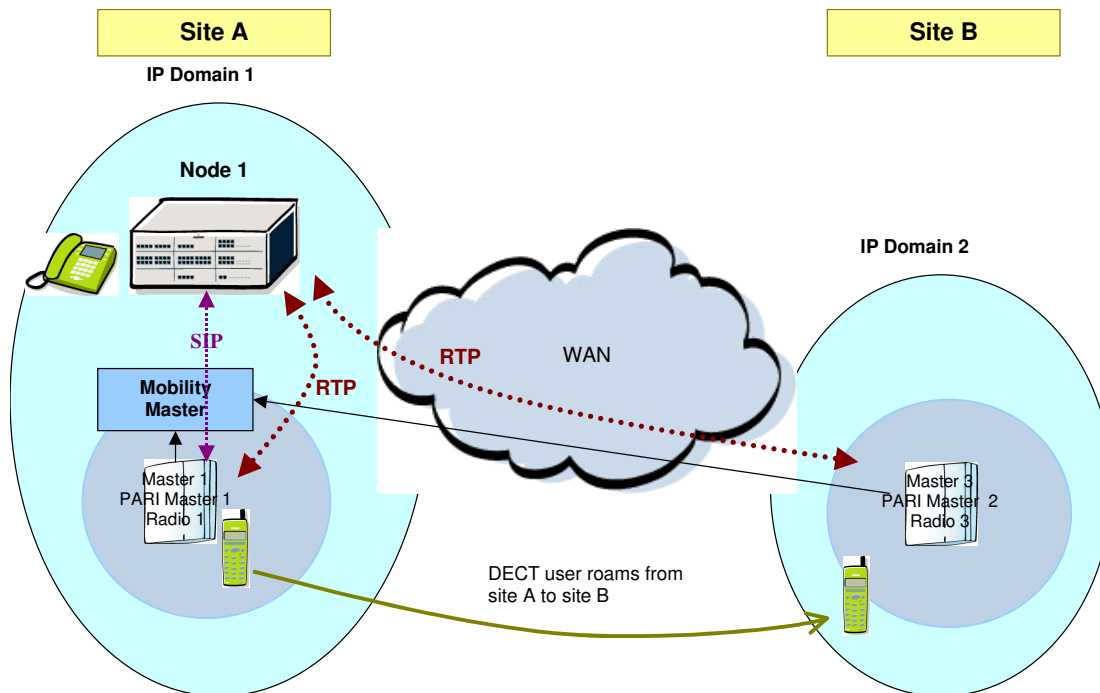 Site A
Site B
IP Domain 1
Node 1
IP Domain 2
SIP
RTP
RTP
WAN
Mobility
Master
Master 1
PARI Master 1
Radio 1
Master 3
PARI Master 2
Radio 3
DECT user roams from
site A to site B